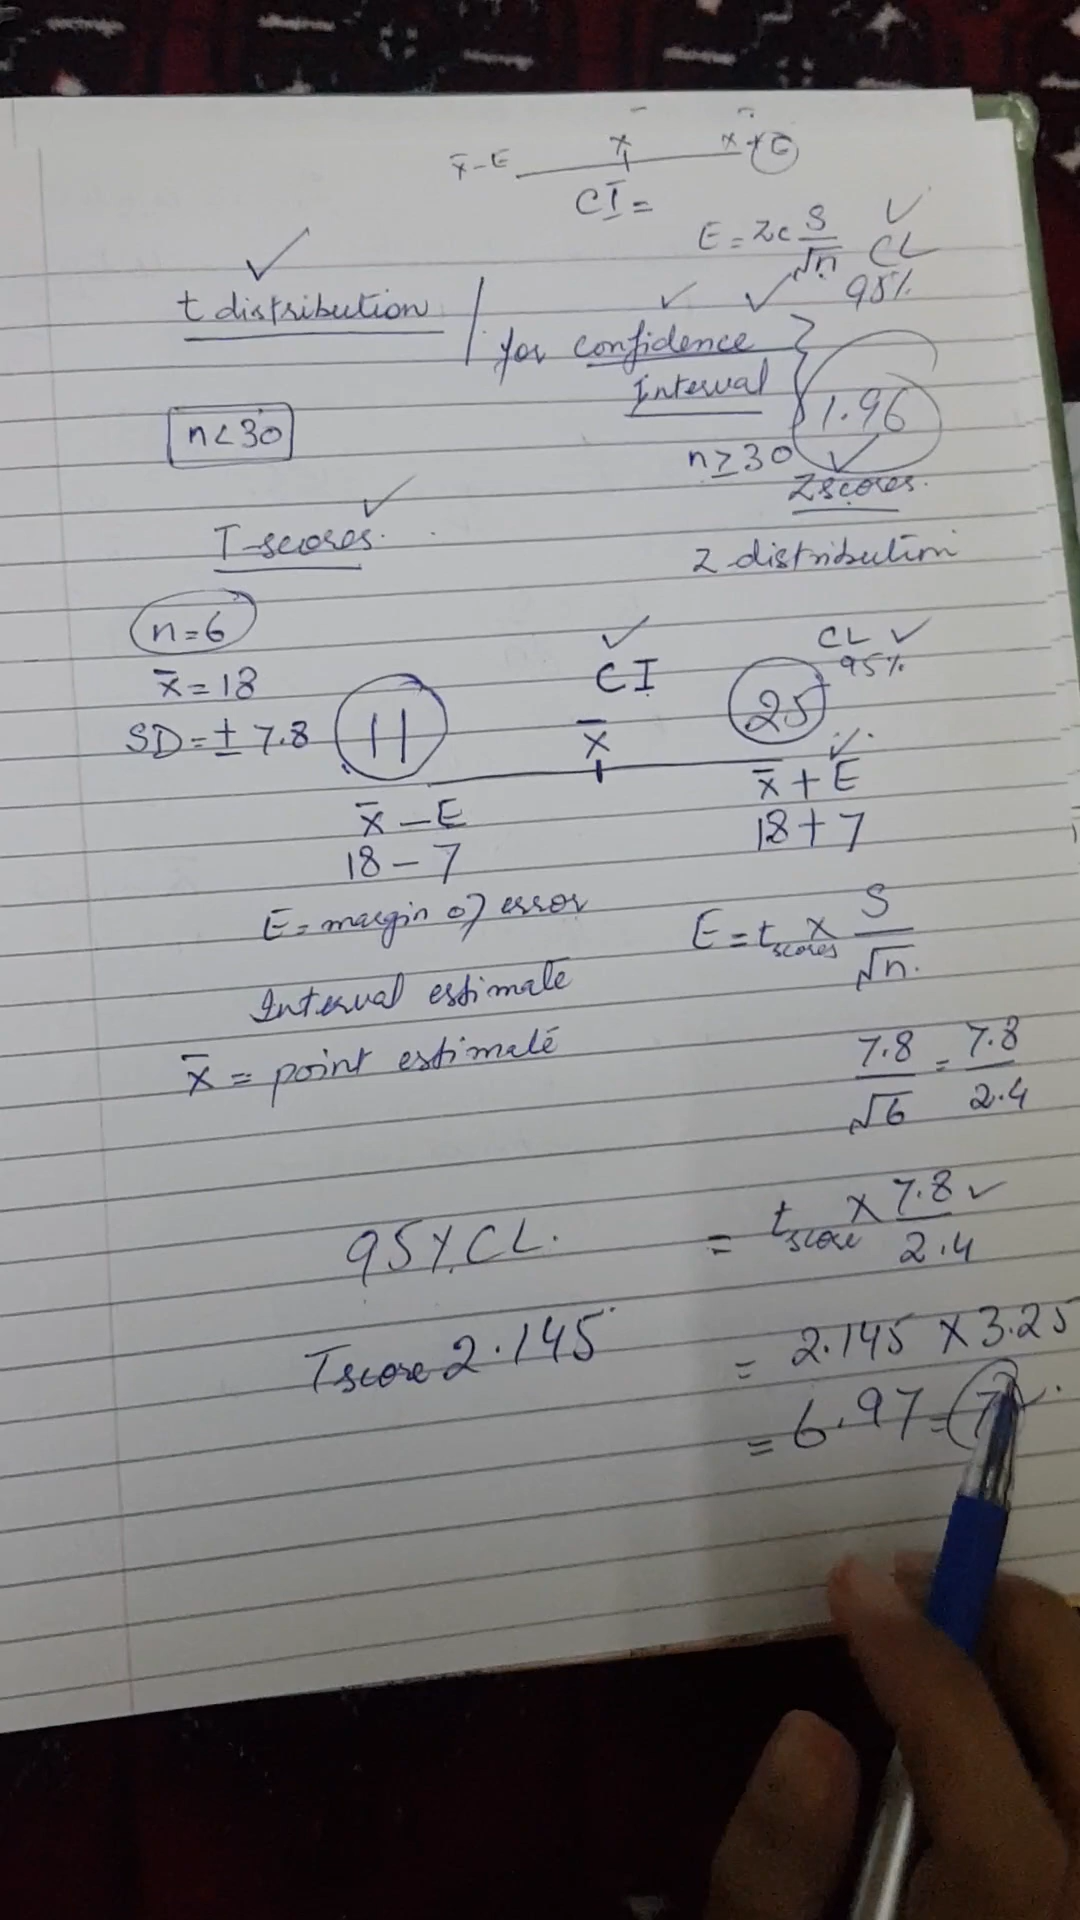 x̄ x̄ + E
x̄ - E
CI =
E = Zc S/√n CL
95%
t distribution / for confidence
Interval
n < 30
1.96
n ≥ 30
Z scores.
T-scores.
Z distribution
n = 6
CL
95%
x̄ = 18
CI
SD = ± 7.8
11
x̄
25
x̄ - E
x̄ + E
18 - 7
18 + 7
E = margin of error
E = t scores × S/√n.
Interval estimate
x̄ = point estimate
7.8/√6 = 7.8/2.4
95% CL.
= t score × 7.8/2.4
T score 2.145
= 2.145 × 3.25
= 6.97 = 7